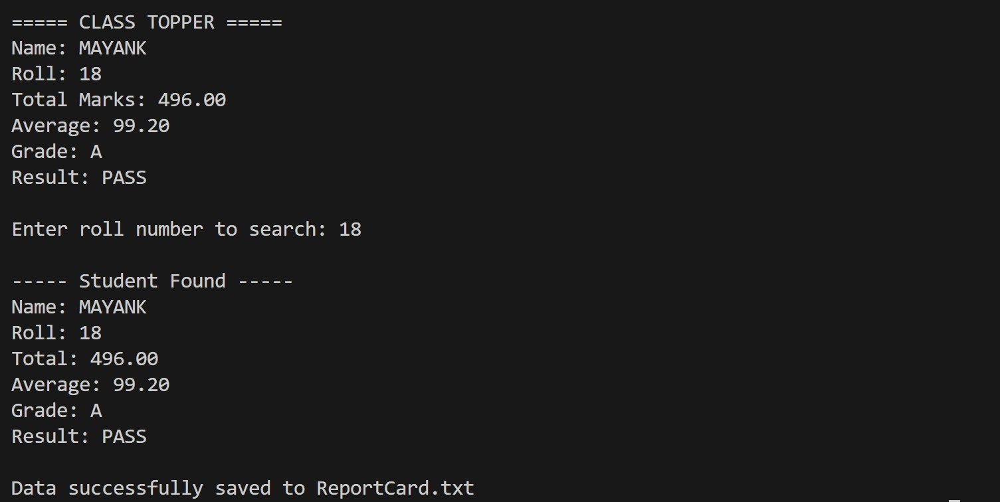 ===== CLASS TOPPER =====
Name: MAYANK
Roll: 18
Total Marks: 496.00
Average: 99.20
Grade: A
Result: PASS
Enter roll number to search: 18
----- Student Found -----
Name: MAYANK
Roll: 18
Total: 496.00
Average: 99.20
Grade: A
Result: PASS
Data successfully saved to ReportCard.txt